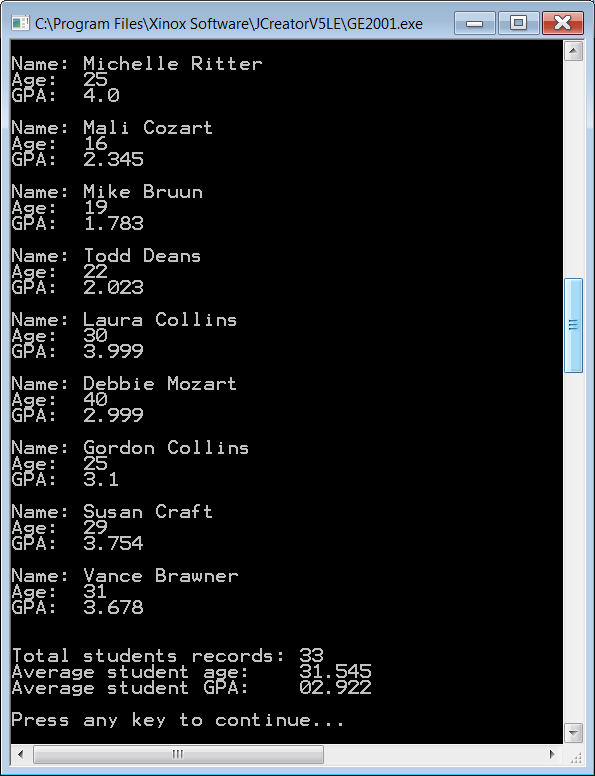 C:\Program Files\Xinox Software\JCreatorV5LE\GE2001.exe
Name: Michelle Ritter
Age:  25
GPA:  4.0
Name: Mali Cozart
Age:  16
GPA:  2.345
Name: Mike Bruun
Age:  19
GPA:  1.783
Name: Todd Deans
Age:  22
GPA:  2.023
Name: Laura Collins
Age:  30
GPA:  3.999
Name: Debbie Mozart
Age:  40
GPA:  2.999
Name: Gordon Collins
Age:  25
GPA:  3.1
Name: Susan Craft
Age:  29
GPA:  3.754
Name: Vance Brawner
Age:  31
GPA:  3.678
Total students records: 33
Average student age:    31.545
Average student GPA:    02.922
Press any key to continue...